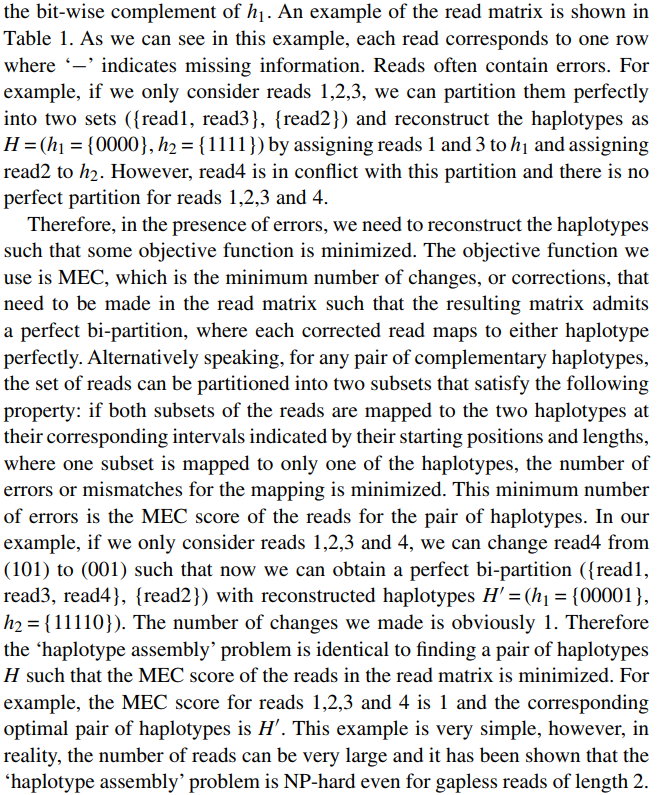 the bit-wise complement of h₁. An example of the read matrix is shown in
Table 1. As we can see in this example, each read corresponds to one row
where ‘−’ indicates missing information. Reads often contain errors. For
example, if we only consider reads 1,2,3, we can partition them perfectly
into two sets ({read1, read3}, {read2}) and reconstruct the haplotypes as
H = (h₁ = {0000}, h₂ = {1111}) by assigning reads 1 and 3 to h₁ and assigning
read2 to h₂. However, read4 is in conflict with this partition and there is no
perfect partition for reads 1,2,3 and 4.
Therefore, in the presence of errors, we need to reconstruct the haplotypes
such that some objective function is minimized. The objective function we
use is MEC, which is the minimum number of changes, or corrections, that
need to be made in the read matrix such that the resulting matrix admits
a perfect bi-partition, where each corrected read maps to either haplotype
perfectly. Alternatively speaking, for any pair of complementary haplotypes,
the set of reads can be partitioned into two subsets that satisfy the following
property: if both subsets of the reads are mapped to the two haplotypes at
their corresponding intervals indicated by their starting positions and lengths,
where one subset is mapped to only one of the haplotypes, the number of
errors or mismatches for the mapping is minimized. This minimum number
of errors is the MEC score of the reads for the pair of haplotypes. In our
example, if we only consider reads 1,2,3 and 4, we can change read4 from
(101) to (001) such that now we can obtain a perfect bi-partition ({read1,
read3, read4}, {read2}) with reconstructed haplotypes H′ = (h₁ = {00001},
h₂ = {11110}). The number of changes we made is obviously 1. Therefore
the ‘haplotype assembly’ problem is identical to finding a pair of haplotypes
H such that the MEC score of the reads in the read matrix is minimized. For
example, the MEC score for reads 1,2,3 and 4 is 1 and the corresponding
optimal pair of haplotypes is H′. This example is very simple, however, in
reality, the number of reads can be very large and it has been shown that the
‘haplotype assembly’ problem is NP-hard even for gapless reads of length 2.